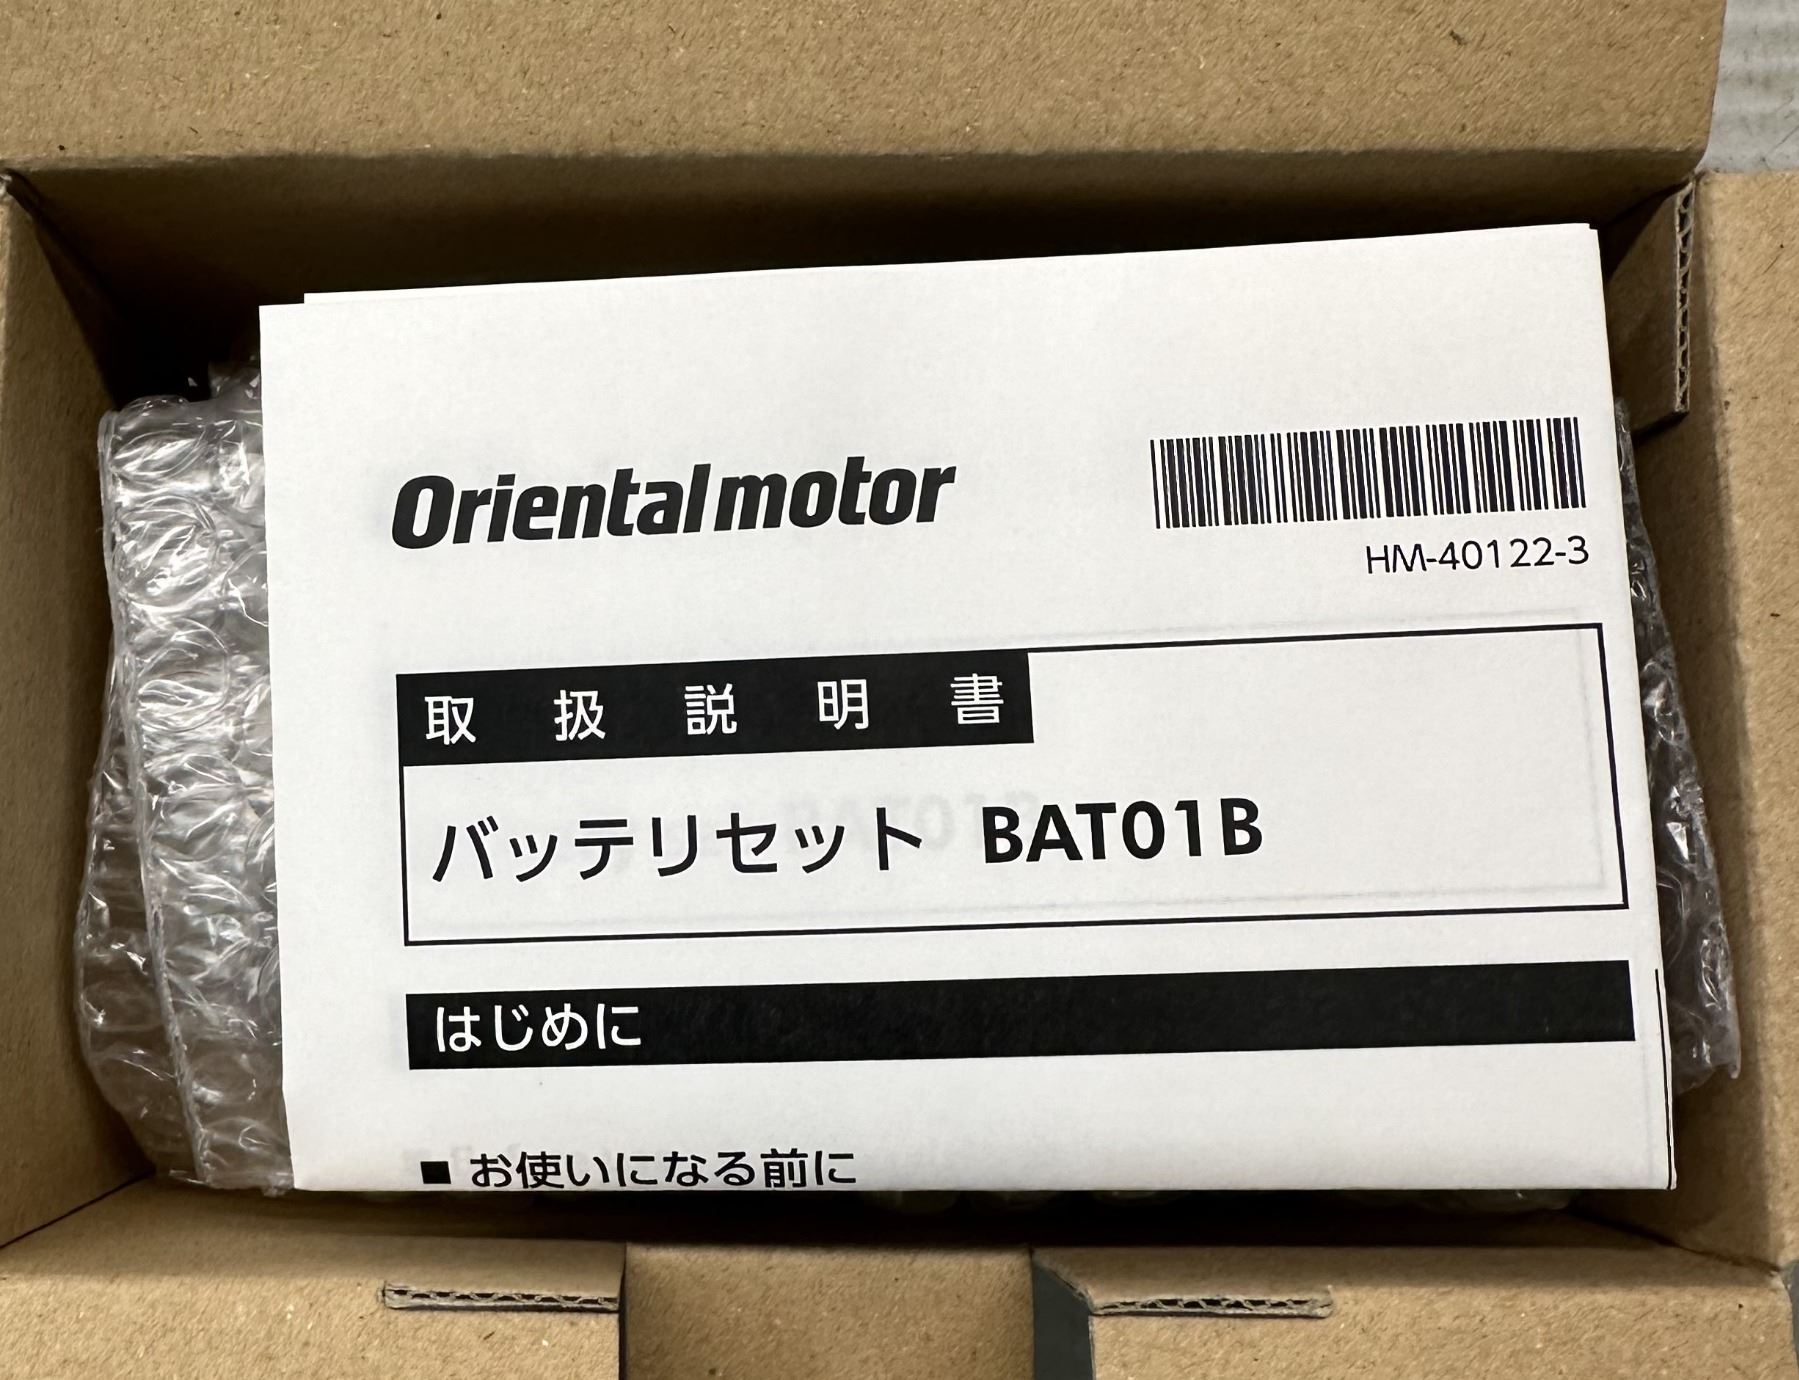 Orientalmotor
HM-40122-3
取扱説明書
バッテリセット BAT01B
はじめに
■ お使いになる前に